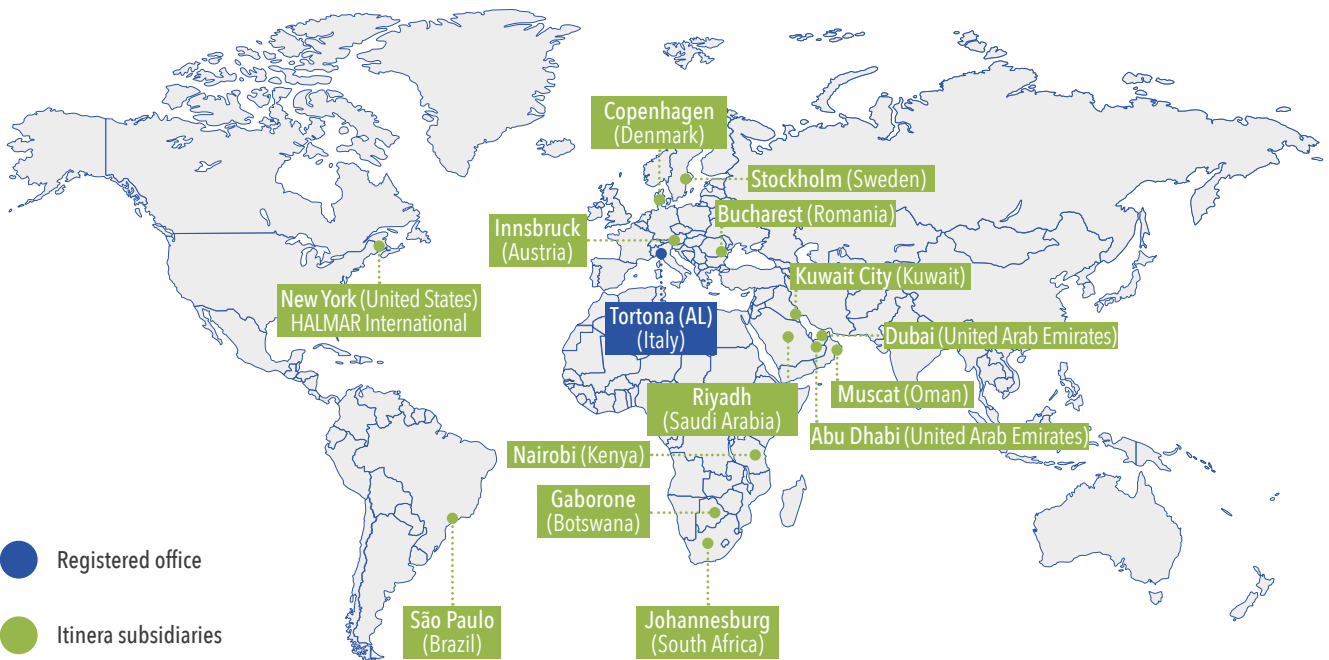 Copenhagen
(Denmark)
Stockholm (Sweden)
Bucharest (Romania)
Innsbruck
(Austria)
Kuwait City (Kuwait)
New York (United States)
HALMAR International
Tortona (AL)
(Italy)
Dubai (United Arab Emirates)
Muscat (Oman)
Riyadh
(Saudi Arabia)
Abu Dhabi (United Arab Emirates)
Nairobi (Kenya)
Gaborone
(Botswana)
Registered office
São Paulo
(Brazil)
Johannesburg
(South Africa)
Itinera subsidiaries